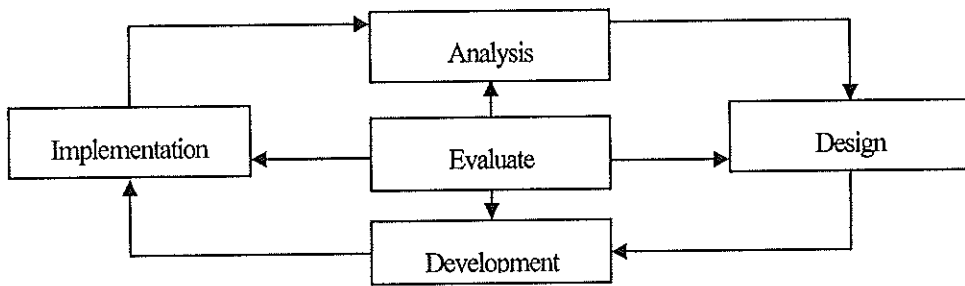 Analysis
Implementation
Evaluate
Design
Development